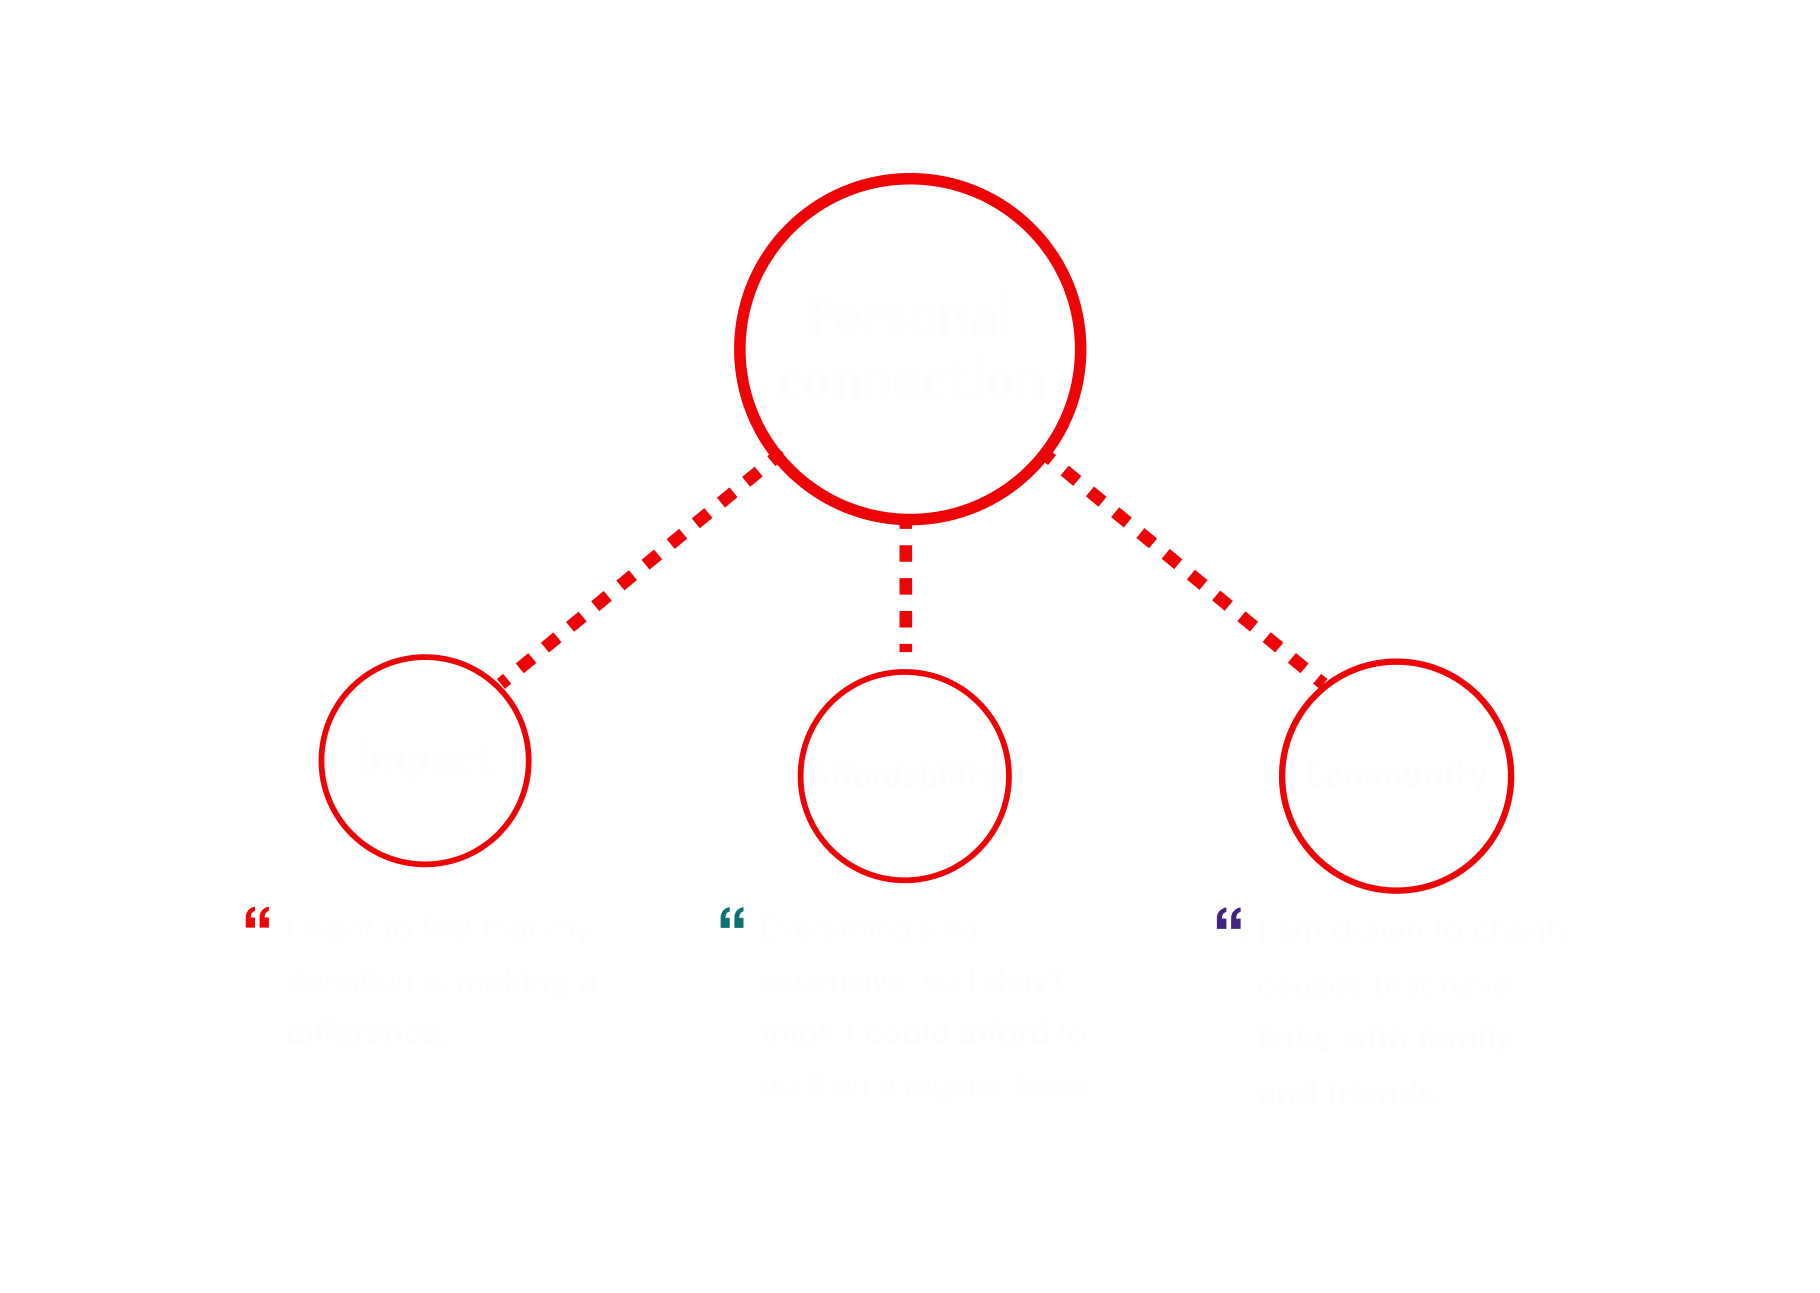 Personal
connection
Impact
Affordability
Community
“ I want to feel that my
donation is making a
difference.
“ Everything's so
expensive, so I don't
think I could afford to
do it on a regular basis.
“ I am drawn to charity
causes that have
links with family
and friends.